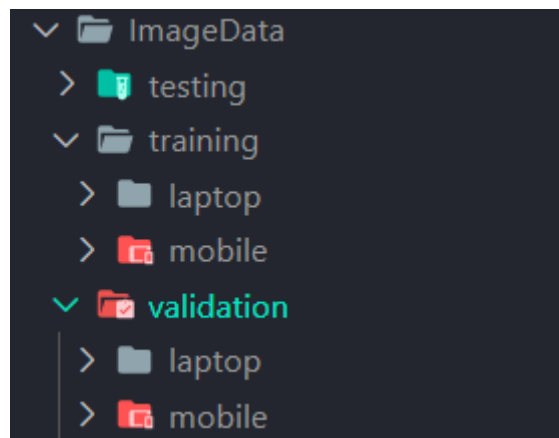 ImageData
testing
training
laptop
mobile
validation
laptop
mobile